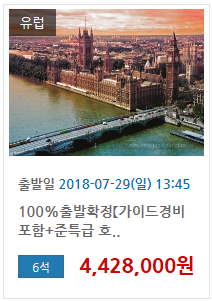 유럽
출발일 2018-07-29(일) 13:45
100%출발확정[가이드경비
포함+준특급 호..
6석
4,428,000원